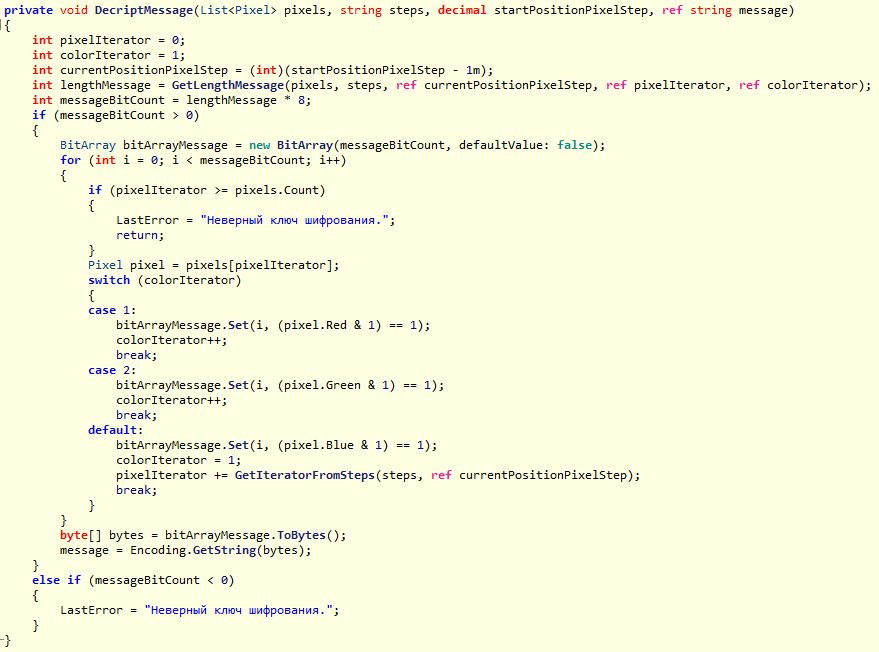 private void DecriptMessage(List<Pixel> pixels, string steps, decimal startPositionPixelStep, ref string message)
{
    int pixelIterator = 0;
    int colorIterator = 1;
    int currentPositionPixelStep = (int)(startPositionPixelStep - 1m);
    int lengthMessage = GetLengthMessage(pixels, steps, ref currentPositionPixelStep, ref pixelIterator, ref colorIterator);
    int messageBitCount = lengthMessage * 8;
    if (messageBitCount > 0)
    {
        BitArray bitArrayMessage = new BitArray(messageBitCount, defaultValue: false);
        for (int i = 0; i < messageBitCount; i++)
        {
            if (pixelIterator >= pixels.Count)
            {
                LastError = "Неверный ключ шифрования.";
                return;
            }
            Pixel pixel = pixels[pixelIterator];
            switch (colorIterator)
            {
            case 1:
                bitArrayMessage.Set(i, (pixel.Red & 1) == 1);
                colorIterator++;
                break;
            case 2:
                bitArrayMessage.Set(i, (pixel.Green & 1) == 1);
                colorIterator++;
                break;
            default:
                bitArrayMessage.Set(i, (pixel.Blue & 1) == 1);
                colorIterator = 1;
                pixelIterator += GetIteratorFromSteps(steps, ref currentPositionPixelStep);
                break;
            }
        }
        byte[] bytes = bitArrayMessage.ToBytes();
        message = Encoding.GetString(bytes);
    }
    else if (messageBitCount < 0)
    {
        LastError = "Неверный ключ шифрования.";
    }
}